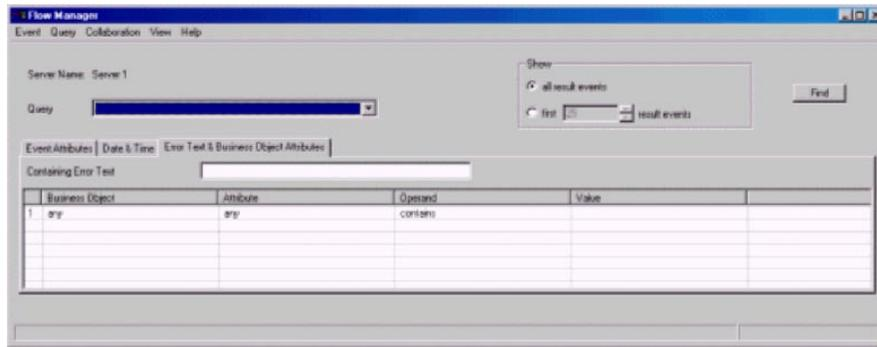 Flow Manager
Event Query Collaboration View Help
Server Name: Server 1
Query
Show
all result events
first 25 result events
Find
Event Attributes Date & Time Error Text & Business Object Attributes
Containing Error Text
Business Object Attribute Operand Value
1 any any contains